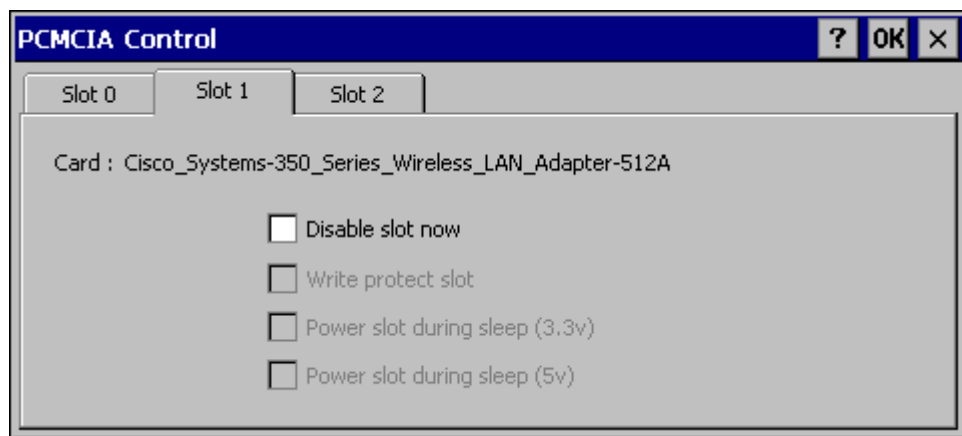 PCMCIA Control ? OK ×
Slot 0 Slot 1 Slot 2
Card : Cisco_Systems-350_Series_Wireless_LAN_Adapter-512A
Disable slot now
Write protect slot
Power slot during sleep (3.3v)
Power slot during sleep (5v)